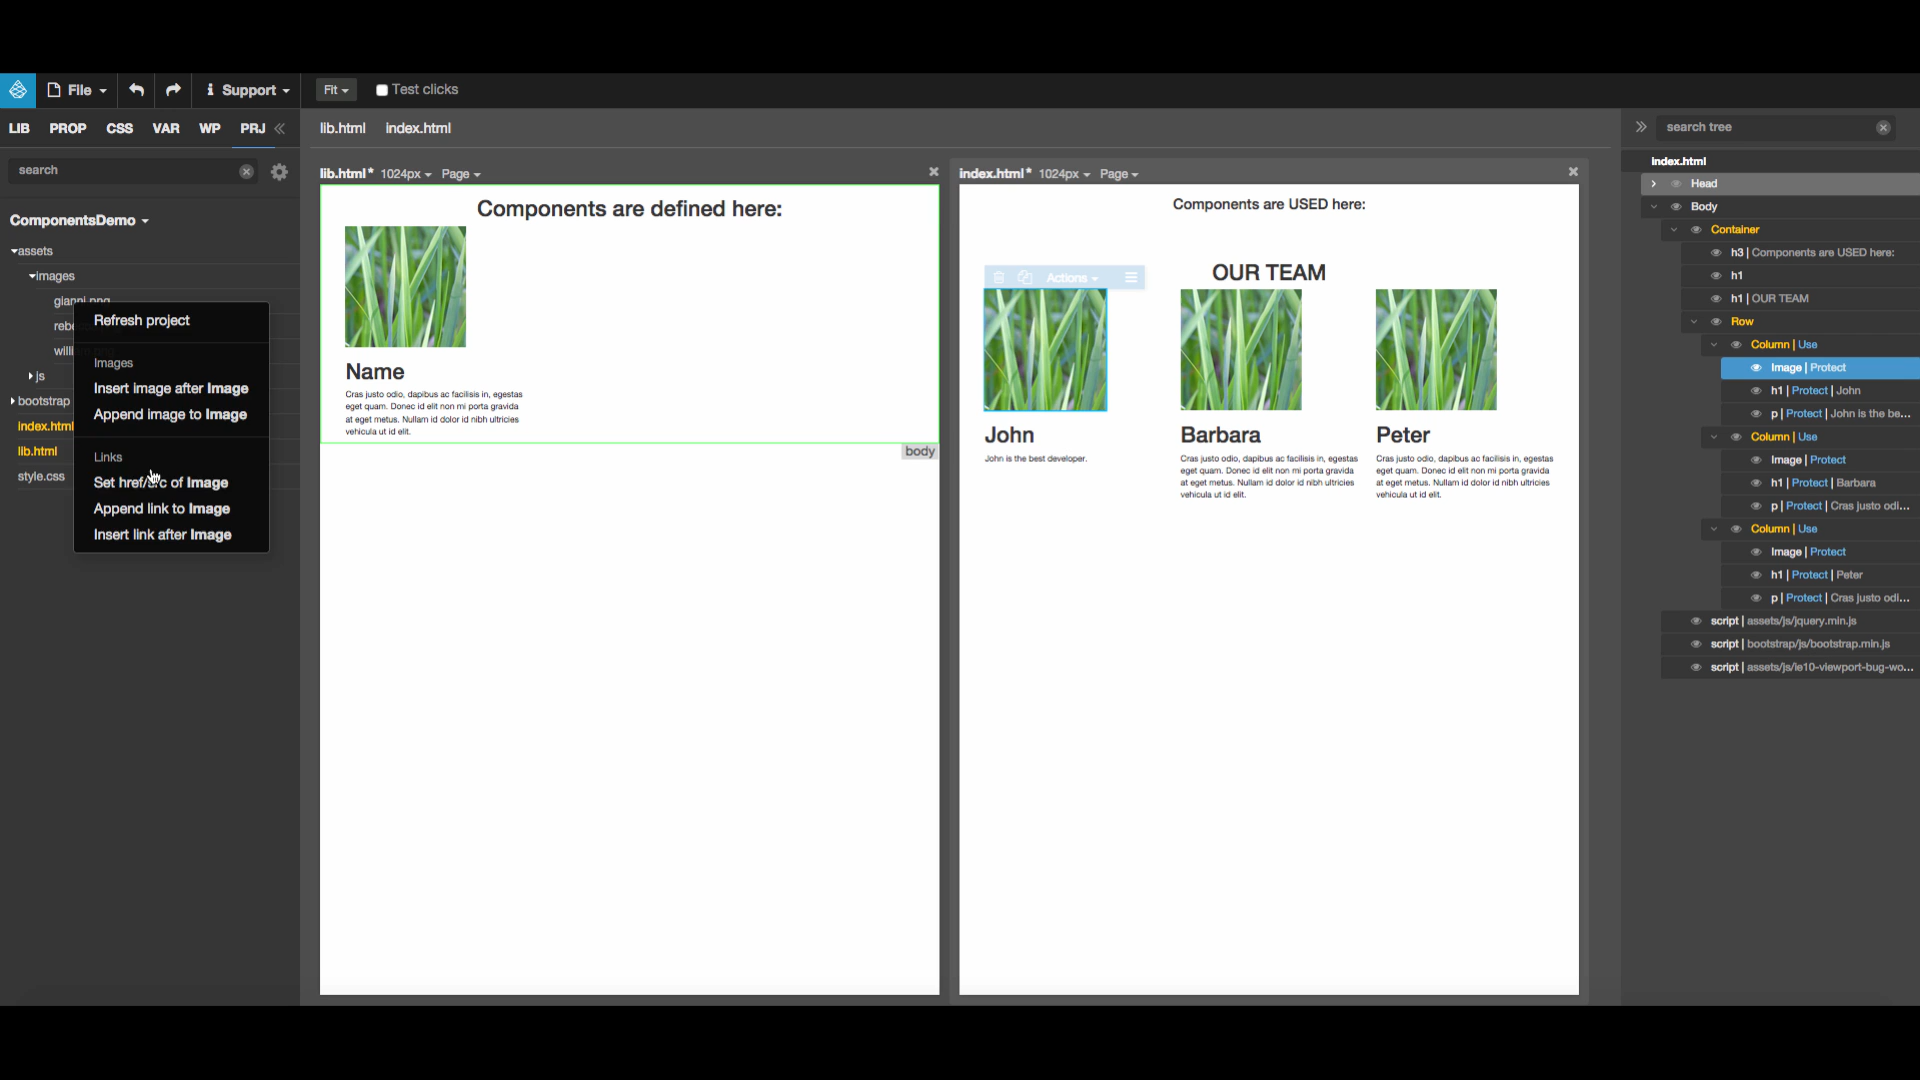 File
Support
Fit
Test clicks
LIB PROP CSS VAR WP PRJ
lib.html index.html
search tree
search
ComponentsDemo
assets
images
gianni.png
js
bootstrap
index.html
lib.html
style.css
Refresh project
Images
Insert image after Image
Append image to Image
Links
Set href/src of Image
Append link to Image
Insert link after Image
lib.html* 1024px Page
Components are defined here:
Name
Cras justo odio, dapibus ac facilisis in, egestas
eget quam. Donec id elit non mi porta gravida
at eget metus. Nullam id dolor id nibh ultricies
vehicula ut id elit.
body
index.html* 1024px Page
Components are USED here:
Actions
OUR TEAM
John
John is the best developer.
Barbara
Cras justo odio, dapibus ac facilisis in, egestas
eget quam. Donec id elit non mi porta gravida
at eget metus. Nullam id dolor id nibh ultricies
vehicula ut id elit.
Peter
Cras justo odio, dapibus ac facilisis in, egestas
eget quam. Donec id elit non mi porta gravida
at eget metus. Nullam id dolor id nibh ultricies
vehicula ut id elit.
index.html
Head
Body
Container
h3 | Components are USED here:
h1
h1 | OUR TEAM
Row
Column | Use
Image | Protect
h1 | Protect | John
p | Protect | John is the be...
Column | Use
Image | Protect
h1 | Protect | Barbara
p | Protect | Cras justo odi...
Column | Use
Image | Protect
h1 | Protect | Peter
p | Protect | Cras justo odi...
script | assets/js/jquery.min.js
script | bootstrap/js/bootstrap.min.js
script | assets/js/ie10-viewport-bug-wo...